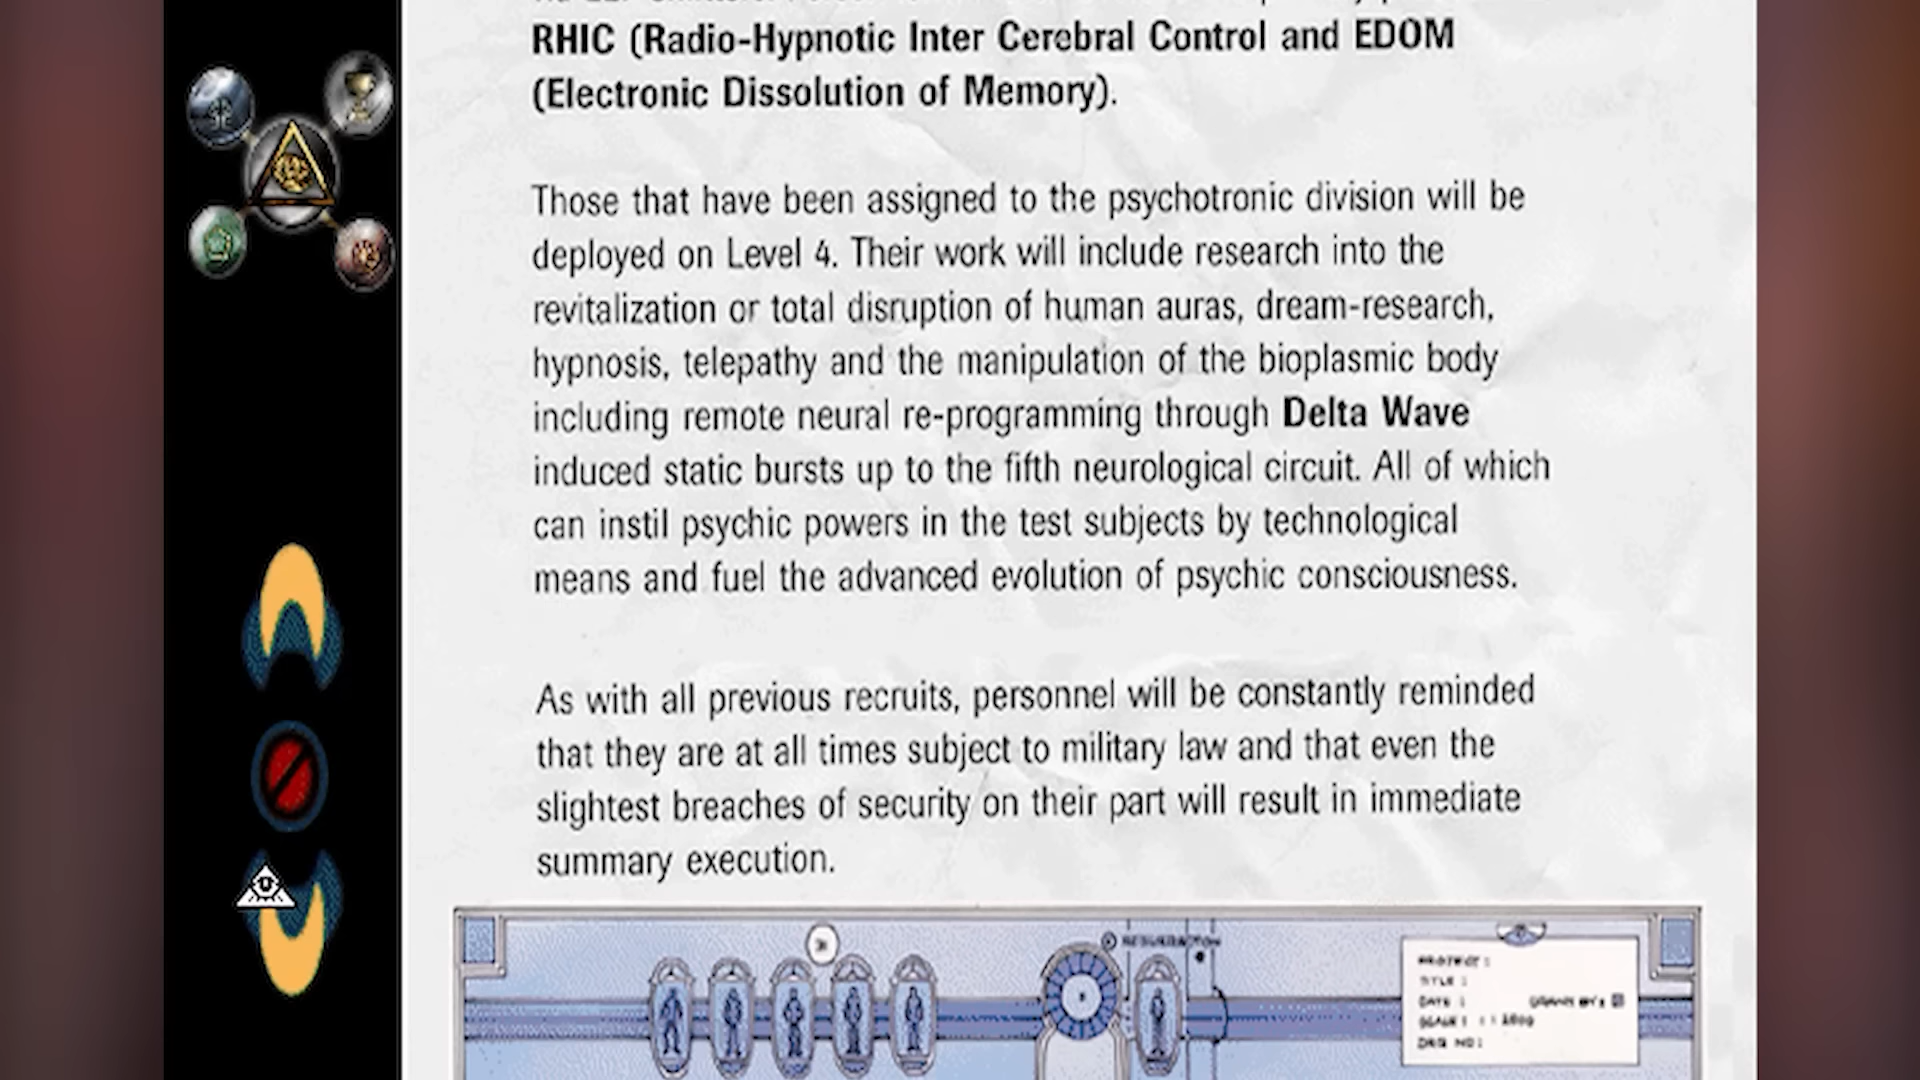 RHIC (Radio-Hypnotic Inter Cerebral Control and EDOM
(Electronic Dissolution of Memory).
Those that have been assigned to the psychotronic division will be
deployed on Level 4. Their work will include research into the
revitalization or total disruption of human auras, dream-research,
hypnosis, telepathy and the manipulation of the bioplasmic body
including remote neural re-programming through Delta Wave
induced static bursts up to the fifth neurological circuit. All of which
can instil psychic powers in the test subjects by technological
means and fuel the advanced evolution of psychic consciousness.
As with all previous recruits, personnel will be constantly reminded
that they are at all times subject to military law and that even the
slightest breaches of security on their part will result in immediate
summary execution.
PROJECT :
TITLE :
DATE :
DRG NO: